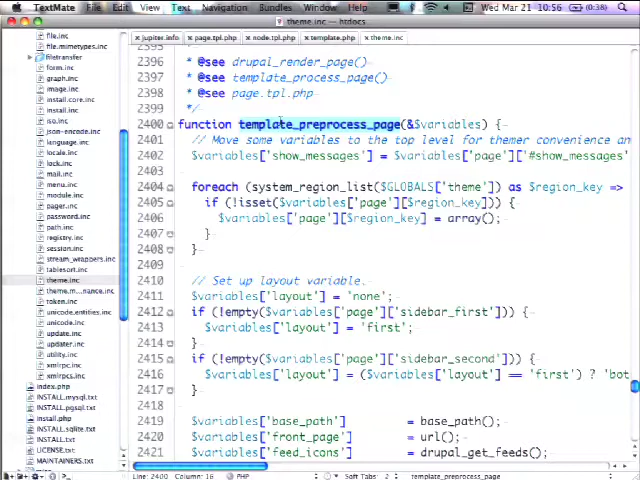 TextMate File Edit View Text Navigation Bundles Window Help Wed Mar 21 10:56 (0:38)
theme.inc — htdocs
jupiter.info page.tpl.php node.tpl.php template.php theme.inc
file.inc
file.mimetypes.inc
filetransfer
form.inc
graph.inc
image.inc
install.core.inc
install.inc
iso.inc
json-encode.inc
language.inc
locale.inc
lock.inc
mail.inc
menu.inc
module.inc
pager.inc
password.inc
path.inc
registry.inc
session.inc
stream_wrappers.inc
tablesort.inc
theme.inc
theme.m...nance.inc
token.inc
unicode.entities.inc
unicode.inc
update.inc
updater.inc
utility.inc
xmlrpc.inc
xmlrpcs.inc
index.php
INSTALL.mysql.txt
INSTALL.pgsql.txt
install.php
INSTALL.sqlite.txt
INSTALL.txt
LICENSE.txt
MAINTAINERS.txt
2395
2396 * @see drupal_render_page()
2397 * @see template_process_page()
2398 * @see page.tpl.php
2399 */
2400 function template_preprocess_page(&$variables) {
2401 // Move some variables to the top level for themer convenience an
2402 $variables['show_messages'] = $variables['page']['#show_messages'
2403
2404 foreach (system_region_list($GLOBALS['theme']) as $region_key =>
2405 if (!isset($variables['page'][$region_key])) {
2406 $variables['page'][$region_key] = array();
2407 }
2408 }
2409
2410 // Set up layout variable.
2411 $variables['layout'] = 'none';
2412 if (!empty($variables['page']['sidebar_first'])) {
2413 $variables['layout'] = 'first';
2414 }
2415 if (!empty($variables['page']['sidebar_second'])) {
2416 $variables['layout'] = ($variables['layout'] == 'first') ? 'bot
2417 }
2418
2419 $variables['base_path'] = base_path();
2420 $variables['front_page'] = url();
2421 $variables['feed_icons'] = drupal_get_feeds();
Line: 2400 Column: 16 PHP Soft Tabs: 2 template_preprocess_page